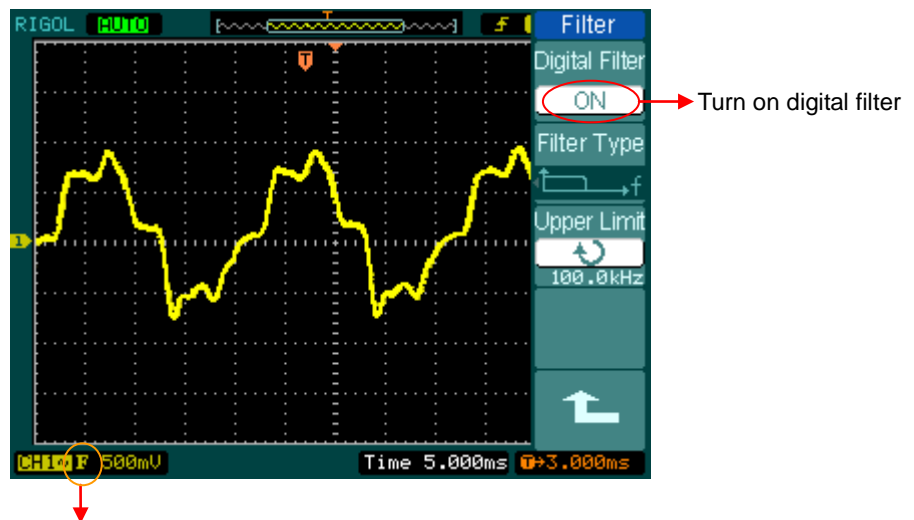 RIGOL AUTO T Filter
T Digital Filter
ON Turn on digital filter
Filter Type
f
Upper Limit
1
100.0kHz
CH1 F 500mV Time 5.000ms T→3.000ms